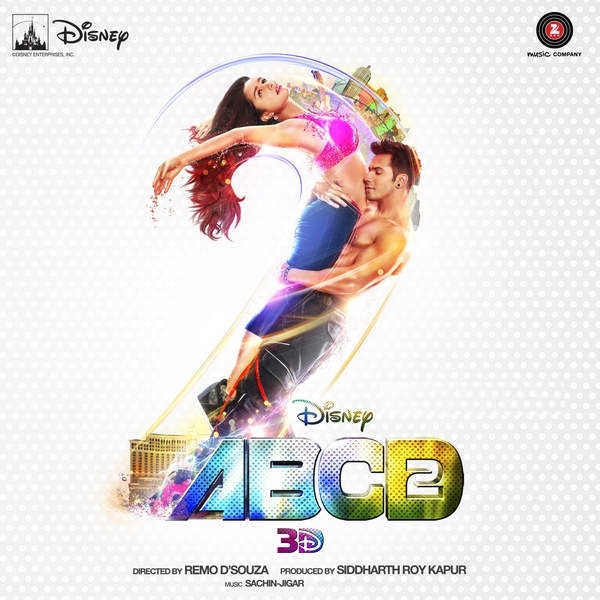 DISNEY
©DISNEY ENTERPRISES, INC.
Z
music COMPANY
DISNEY
ABCD2
3D
DIRECTED BY REMO D'SOUZA PRODUCED BY SIDDHARTH ROY KAPUR
MUSIC SACHIN-JIGAR